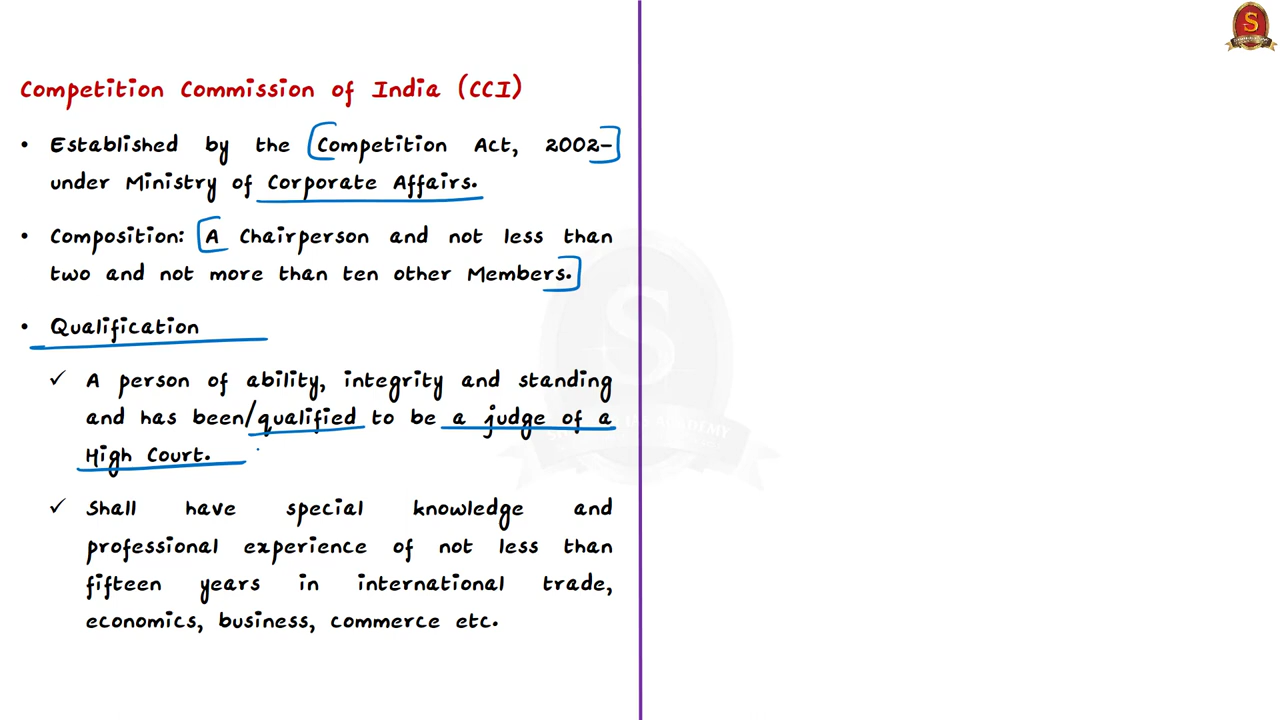 Competition Commission of India (CCI)
• Established by the Competition Act, 2002-
under Ministry of Corporate Affairs.
• Composition: A Chairperson and not less than
two and not more than ten other Members.
• Qualification
✓ A person of ability, integrity and standing
and has been/qualified to be a judge of a
High Court.
✓ Shall have special knowledge and
professional experience of not less than
fifteen years in international trade,
economics, business, commerce etc.